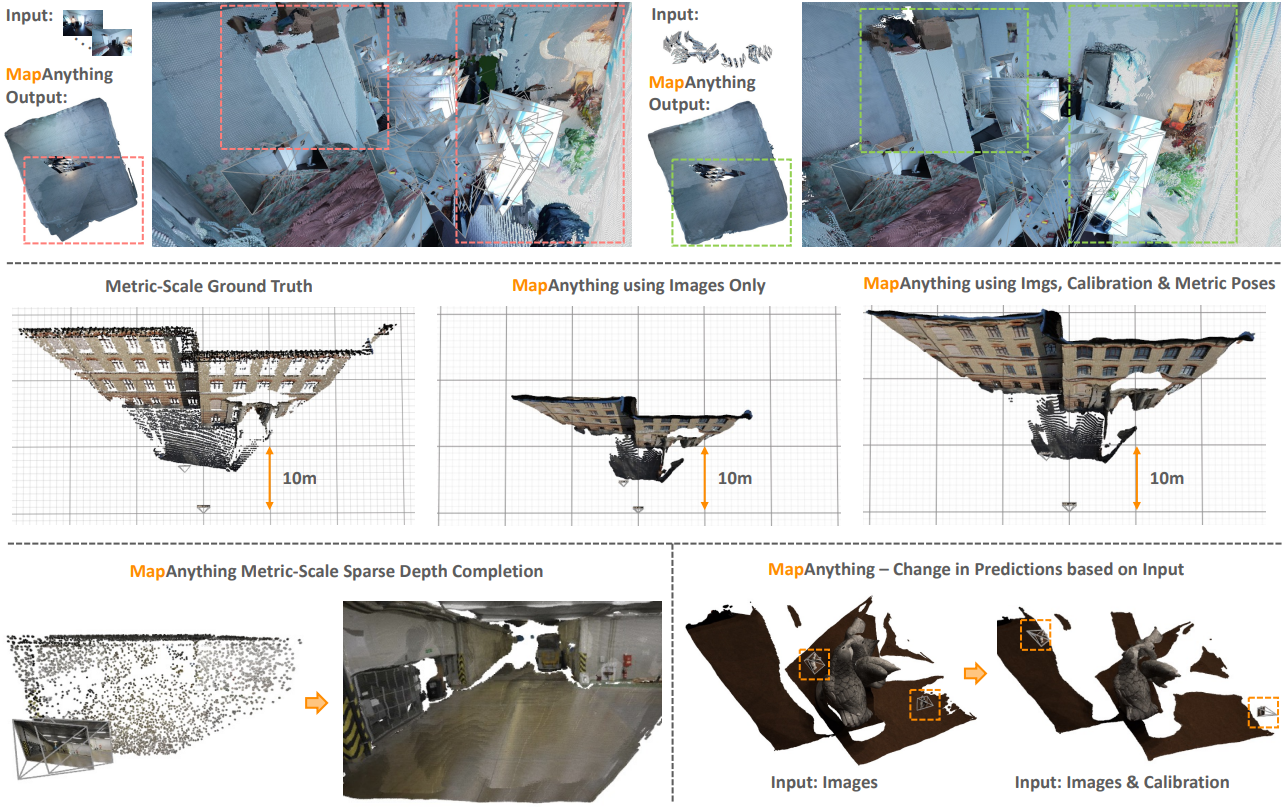 Input:
MapAnything
Output:
Input:
MapAnything
Output:
Metric-Scale Ground Truth
MapAnything using Images Only
MapAnything using Imgs, Calibration & Metric Poses
10m
10m
10m
MapAnything Metric-Scale Sparse Depth Completion
MapAnything – Change in Predictions based on Input
Input: Images
Input: Images & Calibration